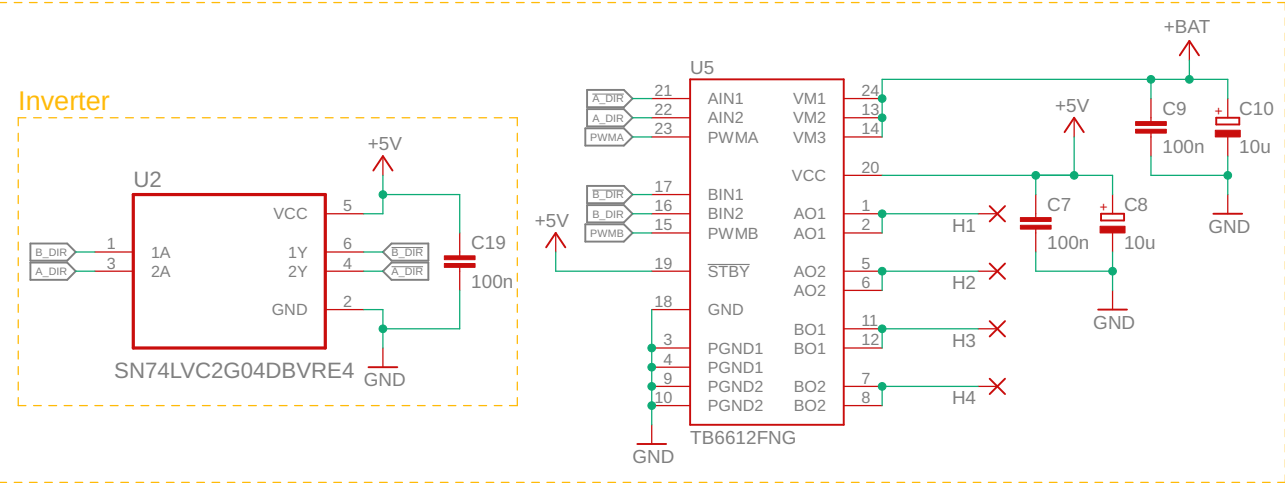 Inverter
+5V
U2
VCC 5
B_DIR 1 1A 1Y 6 B_DIR
A_DIR 3 2A 2Y 4 A_DIR
C19
100n
GND 2
SN74LVC2G04DBVRE4
GND
U5
A_DIR 21 AIN1 VM1 24
A_DIR 22 AIN2 VM2 13
PWMA 23 PWMA VM3 14
VCC 20
B_DIR 17 BIN1
B_DIR 16 BIN2 AO1 1
PWMB 15 PWMB AO1 2
H1
+5V
19 STBY AO2 5
AO2 6
H2
18 GND
BO1 11
3 PGND1 BO1 12
H3
4 PGND1
9 PGND2 BO2 7
10 PGND2 BO2 8
H4
TB6612FNG
GND
+BAT
+5V
C9
100n
+
C10
10u
GND
C7
100n
+
C8
10u
GND